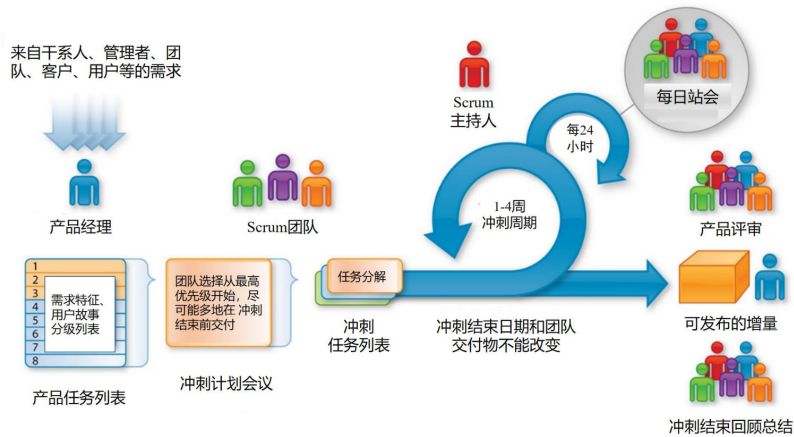 来自干系人、管理者、团
队、客户、用户等的需求
产品经理
Scrum团队
Scrum
主持人
每24
小时
每日站会
1-4周
冲刺周期
产品评审
1
2
3
4
5
6
7
8
需求特征、
用户故事
分级列表
产品任务列表
团队选择从最高
优先级开始，尽
可能多地在 冲刺
结束前交付
冲刺计划会议
任务分解
冲刺
任务列表
冲刺结束日期和团队
交付物不能改变
可发布的增量
冲刺结束回顾总结